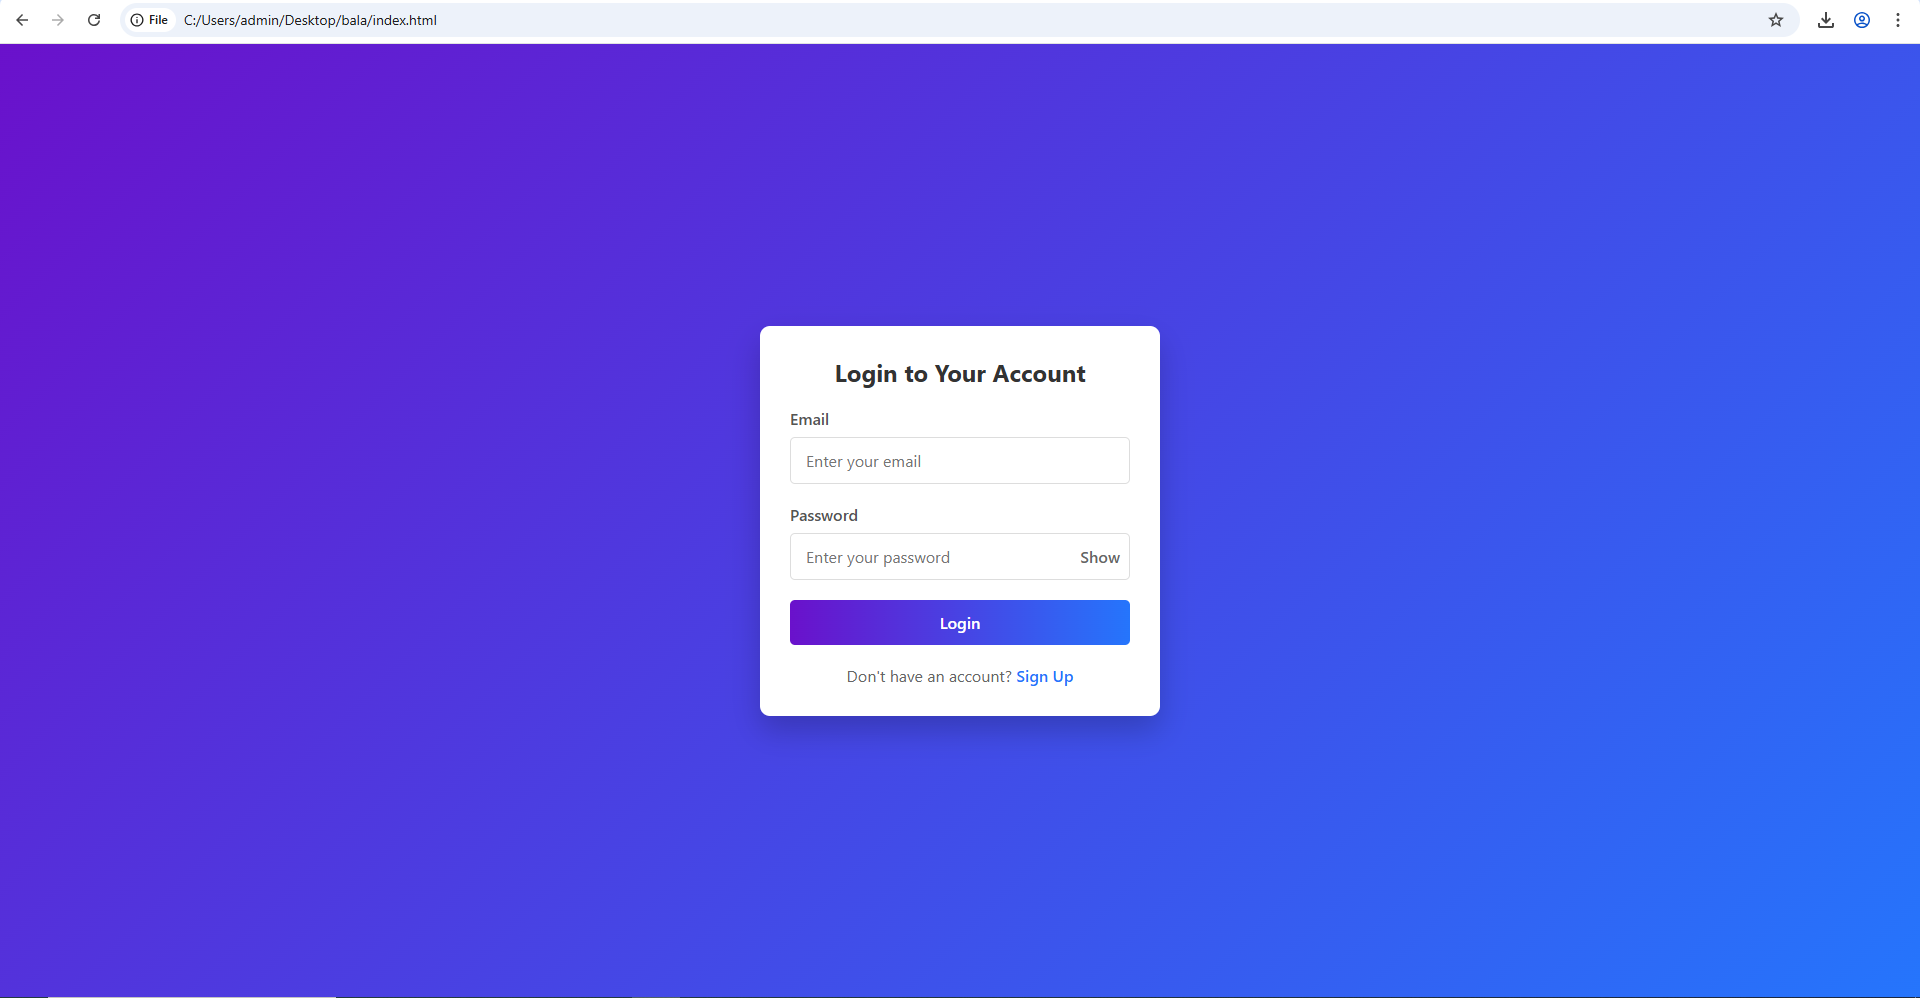 File C:/Users/admin/Desktop/bala/index.html
Login to Your Account
Email
Enter your email
Password
Enter your password Show
Login
Don't have an account? Sign Up